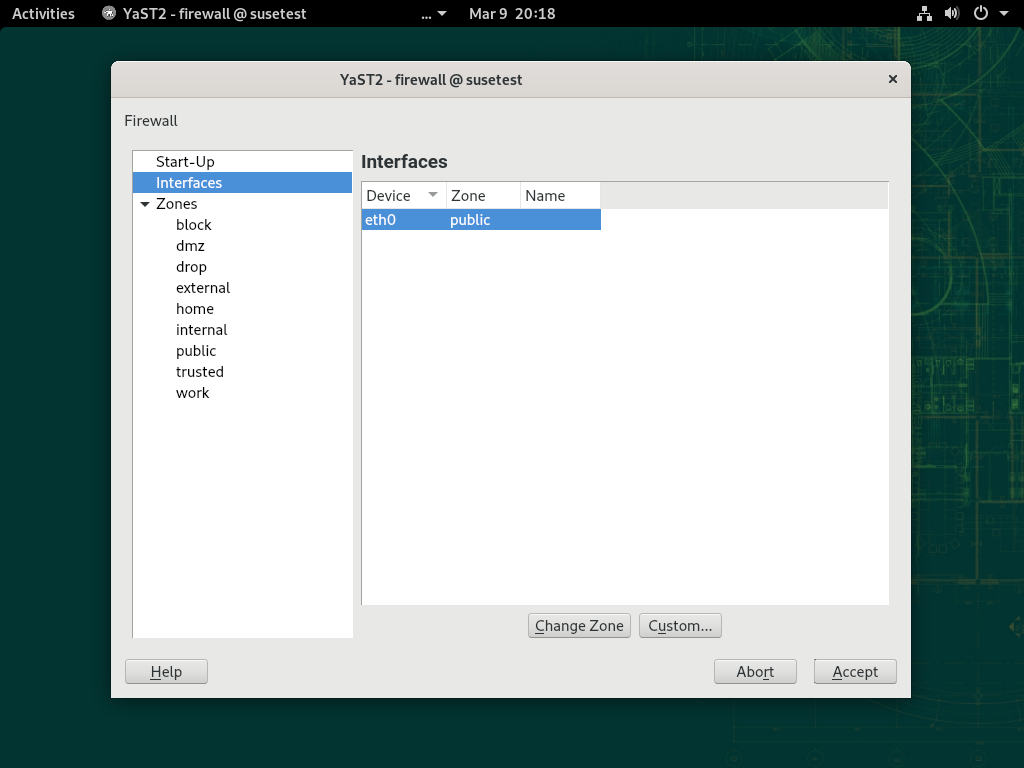 Activities YaST2 - firewall @ susetest ... Mar 9 20:18
YaST2 - firewall @ susetest
Firewall
Start-Up
Interfaces
Zones
block
dmz
drop
external
home
internal
public
trusted
work
Interfaces
Device Zone Name
eth0 public
Change Zone Custom...
Help Abort Accept